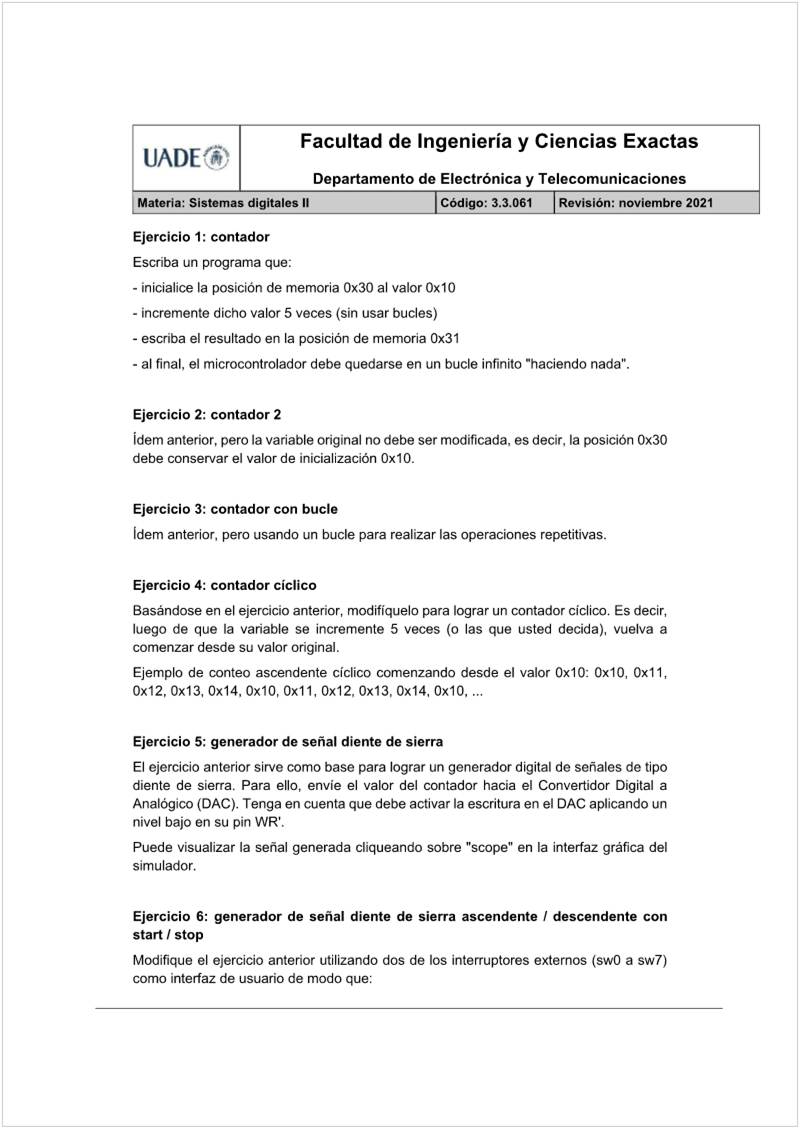 UADE
Facultad de Ingeniería y Ciencias Exactas
Departamento de Electrónica y Telecomunicaciones
Materia: Sistemas digitales II Código: 3.3.061 Revisión: noviembre 2021
Ejercicio 1: contador
Escriba un programa que:
- inicialice la posición de memoria 0x30 al valor 0x10
- incremente dicho valor 5 veces (sin usar bucles)
- escriba el resultado en la posición de memoria 0x31
- al final, el microcontrolador debe quedarse en un bucle infinito "haciendo nada".
Ejercicio 2: contador 2
Ídem anterior, pero la variable original no debe ser modificada, es decir, la posición 0x30
debe conservar el valor de inicialización 0x10.
Ejercicio 3: contador con bucle
Ídem anterior, pero usando un bucle para realizar las operaciones repetitivas.
Ejercicio 4: contador cíclico
Basándose en el ejercicio anterior, modifíquelo para lograr un contador cíclico. Es decir,
luego de que la variable se incremente 5 veces (o las que usted decida), vuelva a
comenzar desde su valor original.
Ejemplo de conteo ascendente cíclico comenzando desde el valor 0x10: 0x10, 0x11,
0x12, 0x13, 0x14, 0x10, 0x11, 0x12, 0x13, 0x14, 0x10, ...
Ejercicio 5: generador de señal diente de sierra
El ejercicio anterior sirve como base para lograr un generador digital de señales de tipo
diente de sierra. Para ello, envíe el valor del contador hacia el Convertidor Digital a
Analógico (DAC). Tenga en cuenta que debe activar la escritura en el DAC aplicando un
nivel bajo en su pin WR'.
Puede visualizar la señal generada cliqueando sobre "scope" en la interfaz gráfica del
simulador.
Ejercicio 6: generador de señal diente de sierra ascendente / descendente con
start / stop
Modifique el ejercicio anterior utilizando dos de los interruptores externos (sw0 a sw7)
como interfaz de usuario de modo que: